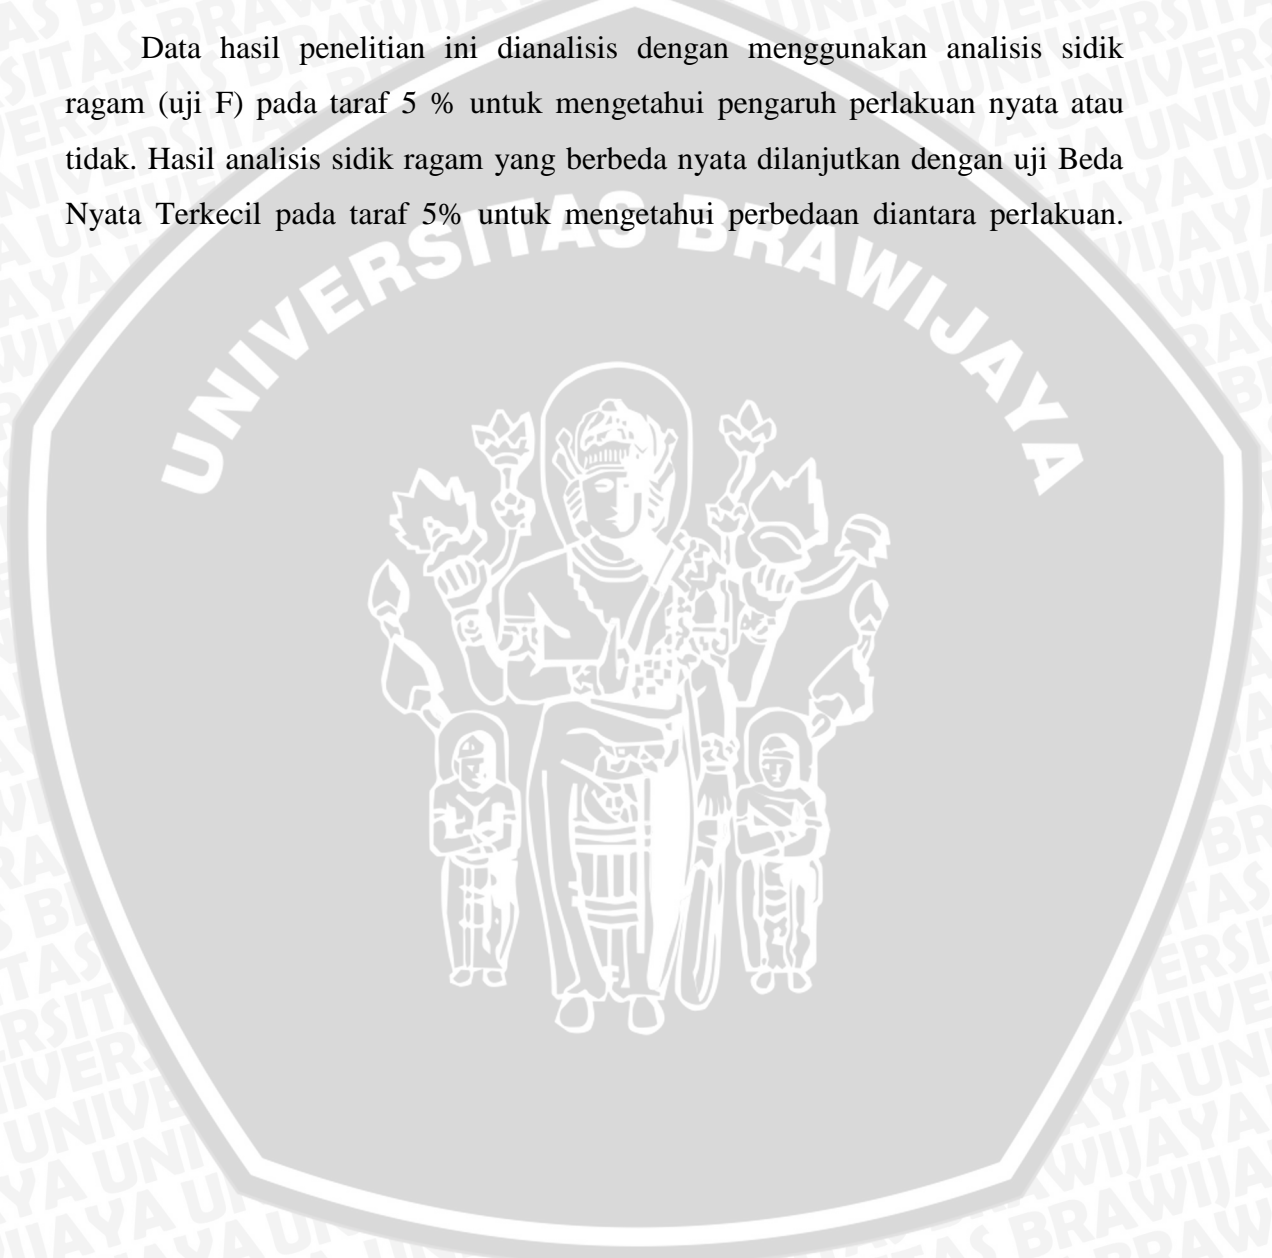 Data hasil penelitian ini dianalisis dengan menggunakan analisis sidik
ragam (uji F) pada taraf 5 % untuk mengetahui pengaruh perlakuan nyata atau
tidak. Hasil analisis sidik ragam yang berbeda nyata dilanjutkan dengan uji Beda
Nyata Terkecil pada taraf 5% untuk mengetahui perbedaan diantara perlakuan.
UNIVERSITAS BRAWIJAYA